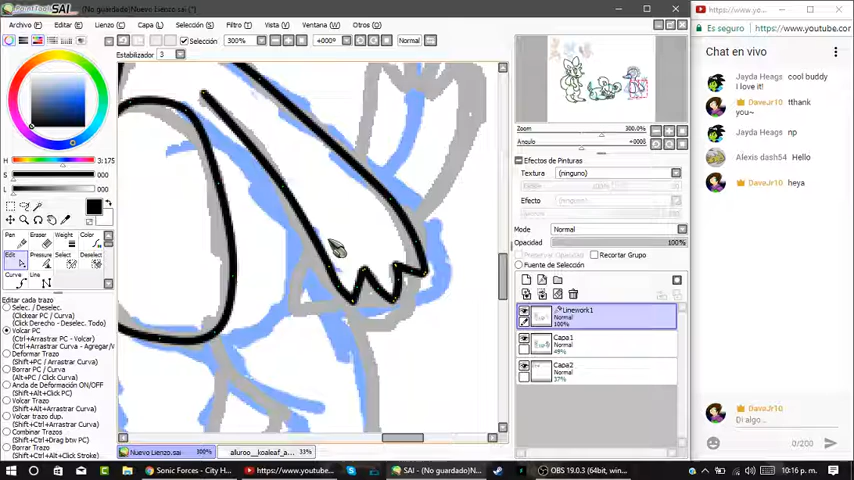 PaintTool SAI (No guardado)Nuevo Lienzo.sai (*)
Archivo (F) Editar (E) Lienzo (C) Capa (L) Selección (S) Filtro (T) Vista (V) Ventana (W) Otros (O)
Selección 300% +000º Normal
Estabilizador 3
H 3:175
S 000
L 000
Pen Eraser Weight Color
Edit Pressure Select Deselect
Curve Line
Editar cada trazo
Selec. / Deselec.
(Clickear PC / Curva)
(Click Derecho - Deselec. Todo)
Volcar PC
(Ctrl+Arrastrar PC - Volcar)
(Ctrl+Arrastrar Curva - Agregar/V
Deformar Trazo
(Shift+PC / Arrastrar Curva)
Borrar PC / Curva
(Alt+PC / Click Curva)
Ancla de Deformación ON/OFF
(Shift+Alt+Click PC)
Volcar trazo
(Shift+Alt+Arrastrar Curva)
Volcar trazo dup.
(Shift+Ctrl+Arrastrar Curva)
Combinar Trazos
(Shift+Ctrl+Drag btw PC)
Borrar Trazo
(Shift+Ctrl+Alt+Click Stroke)
Nuevo Lienzo.sai 300%
alluroo__koaleaf_a... 33%
Zoom 300.0%
Angulo +000º
Efectos de Pinturas
Textura (ninguno)
Efecto (ninguno)
Modo Normal
Opacidad 100%
Recortar Grupo
Fuente de Selección
Linework1
Normal
100%
Capa1
Normal
49%
Capa2
Normal
37%
https://www.youtube.co
Es seguro https://www.youtube.cor
Chat en vivo
Jayda Heags cool buddy
I love it!
DaveJr10 tthank
you~
Jayda Heags np
Alexis dash54 Hello
DaveJr10 heya
DaveJr10
Di algo...
0/200
Sonic Forces - City H...
https://www.youtube...
SAI - (No guardado)N...
OBS 19.0.3 (64bit, win...
10:16 p. m.